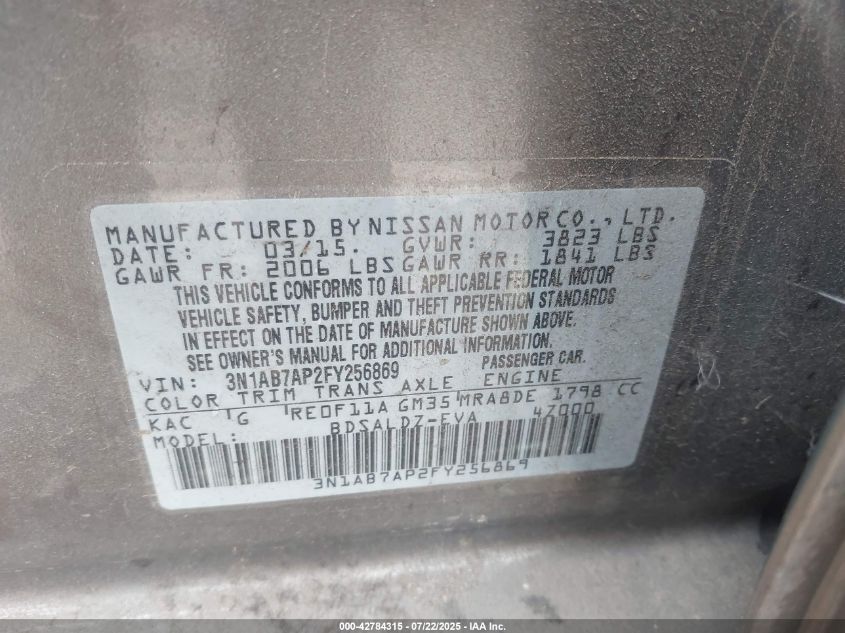 MANUFACTURED BY NISSAN MOTOR CO., LTD.
DATE: 03/15. GVWR: 3823 LBS
GAWR FR: 2006 LBS GAWR RR: 1841 LBS
THIS VEHICLE CONFORMS TO ALL APPLICABLE FEDERAL MOTOR
VEHICLE SAFETY, BUMPER AND THEFT PREVENTION STANDARDS
IN EFFECT ON THE DATE OF MANUFACTURE SHOWN ABOVE.
SEE OWNER'S MANUAL FOR ADDITIONAL INFORMATION.
VIN: 3N1AB7AP2FY256869 PASSENGER CAR.
COLOR TRIM TRANS AXLE ENGINE
KAC G RE0F11A GM35 MRA8DE 1798 CC
MODEL: BDSALDZ-EVA 47000
3N1AB7AP2FY256869
000-42784315 - 07/22/2025 - IAA Inc.